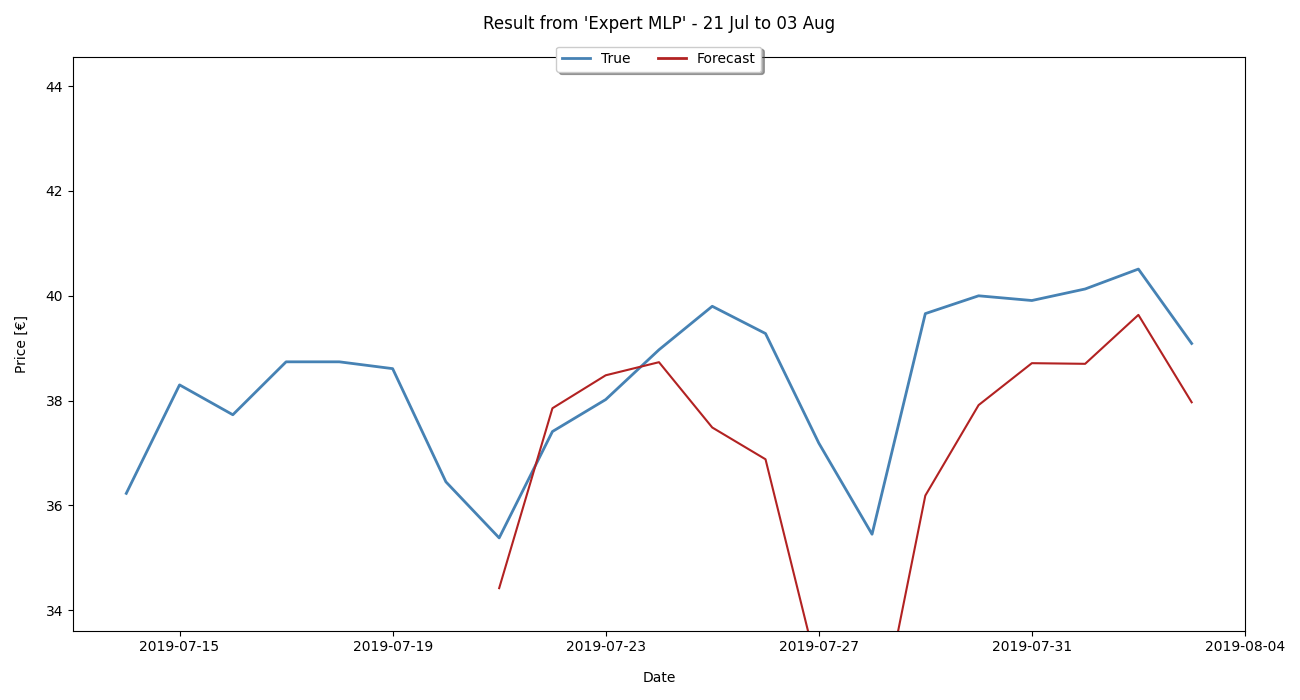 Result from 'Expert MLP' - 21 Jul to 03 Aug
True Forecast
44
42
40
38
36
34
Price [€]
2019-07-15 2019-07-19 2019-07-23 2019-07-27 2019-07-31 2019-08-04
Date